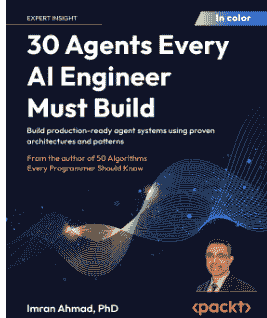 EXPERT INSIGHT
In color
30 Agents Every
AI Engineer
Must Build
Build production-ready agent systems using proven
architectures and patterns
From the author of 50 Algorithms
Every Programmer Should Know
Imran Ahmad, PhD
<packt>